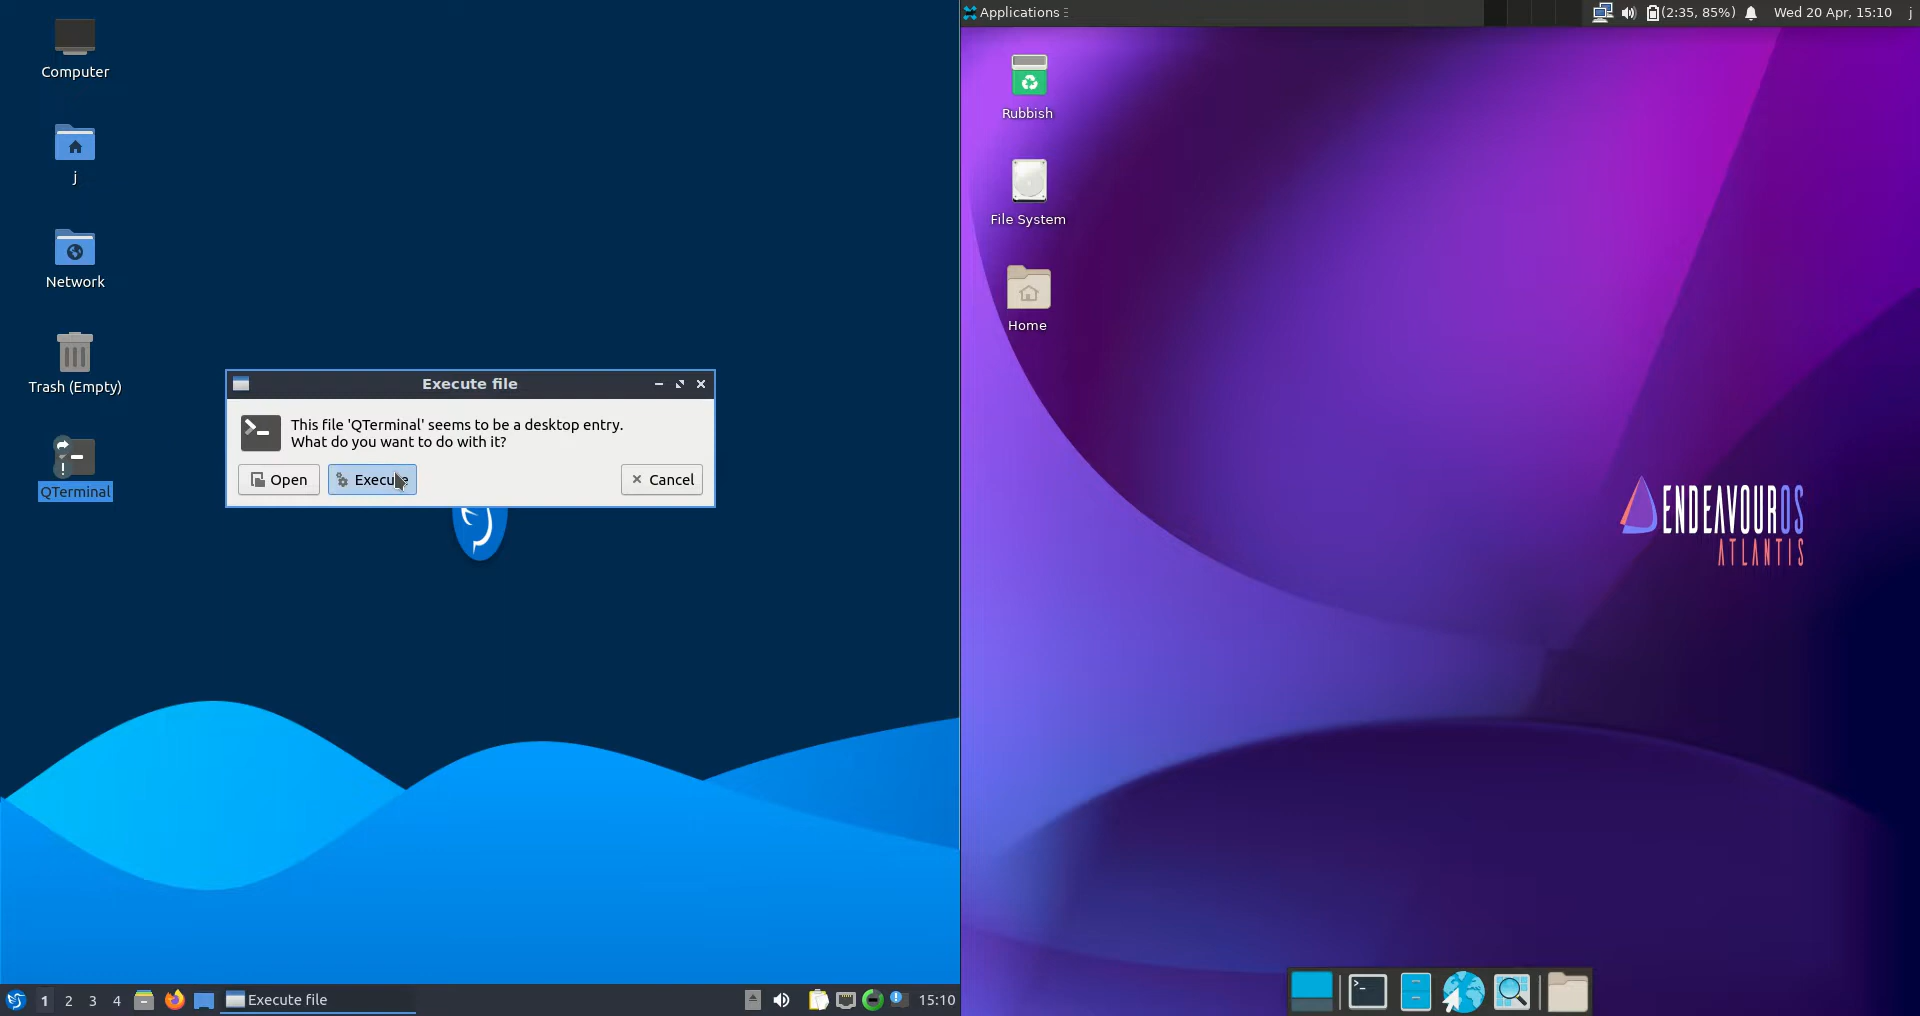 Computer
j
Network
Trash (Empty)
QTerminal
Execute file
This file 'QTerminal' seems to be a desktop entry.
What do you want to do with it?
Open
Execute
Cancel
1 2 3 4
Execute file
15:10
Applications
(2:35, 85%)
Wed 20 Apr, 15:10
j
Rubbish
File System
Home
ENDEAVOUROS
ATLANTIS